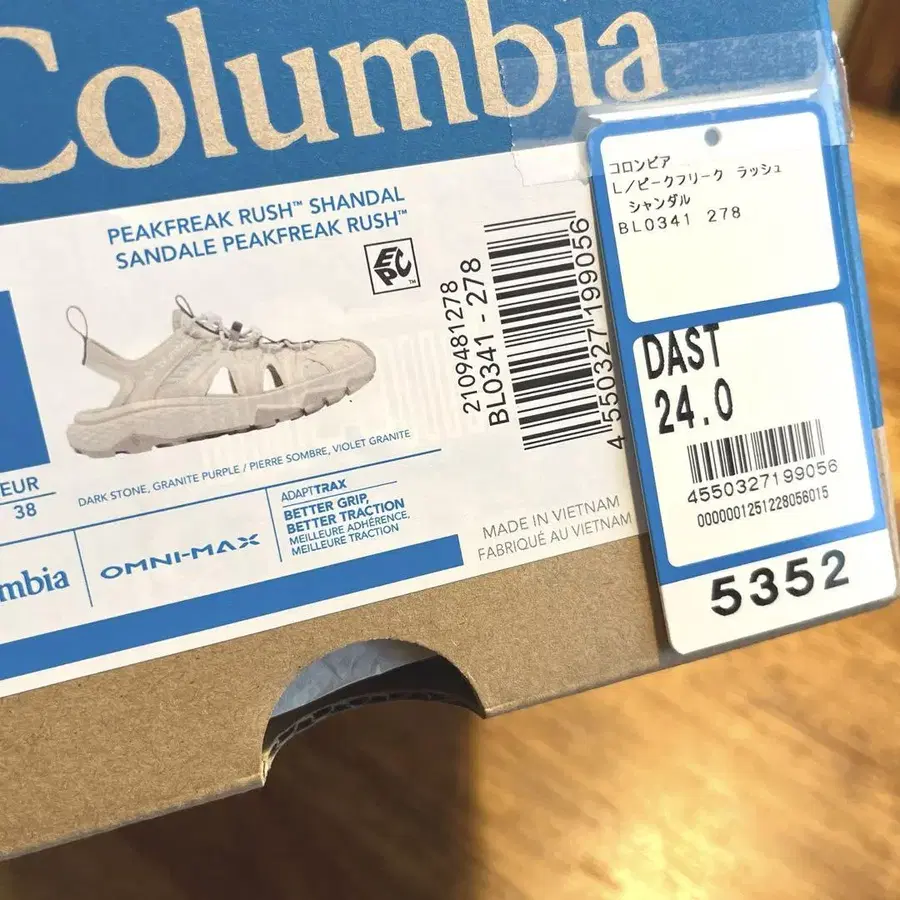 Columbia
PEAKFREAK RUSH™ SHANDAL
SANDALE PEAKFREAK RUSH™
EPC™
2109481278
BL0341 - 278
4 550327 199056
DARK STONE, GRANITE PURPLE / PIERRE SOMBRE, VIOLET GRANITE
EUR
38
mbia
OMNI-MAX
ADAPTTRAX
BETTER GRIP,
BETTER TRACTION
MEILLEURE ADHÉRENCE,
MEILLEURE TRACTION
MADE IN VIETNAM
FABRIQUÉ AU VIETNAM
コロンビア
L/ピークフリーク ラッシュ
シャンダル
BL0341 278
DAST
24.0
4550327199056
0000001251228056015
5352